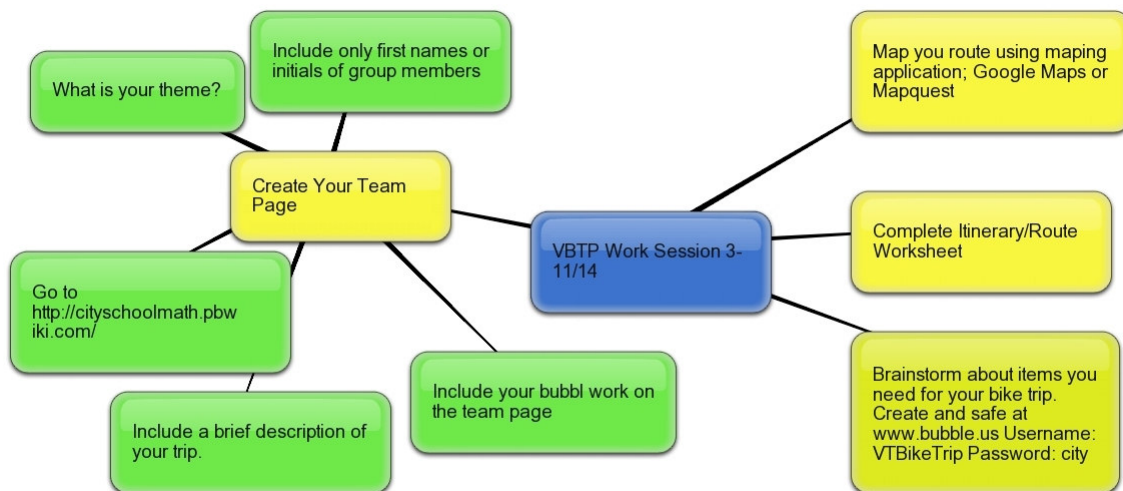 What is your theme?
Include only first names or
initials of group members
Create Your Team
Page
Go to
http://cityschoolmath.pbw
iki.com/
Include a brief description of
your trip.
Include your bubbl work on
the team page
VBTP Work Session 3-
11/14
Map you route using maping
application; Google Maps or
Mapquest
Complete Itinerary/Route
Worksheet
Brainstorm about items you
need for your bike trip.
Create and safe at
www.bubble.us Username:
VTBikeTrip Password: city